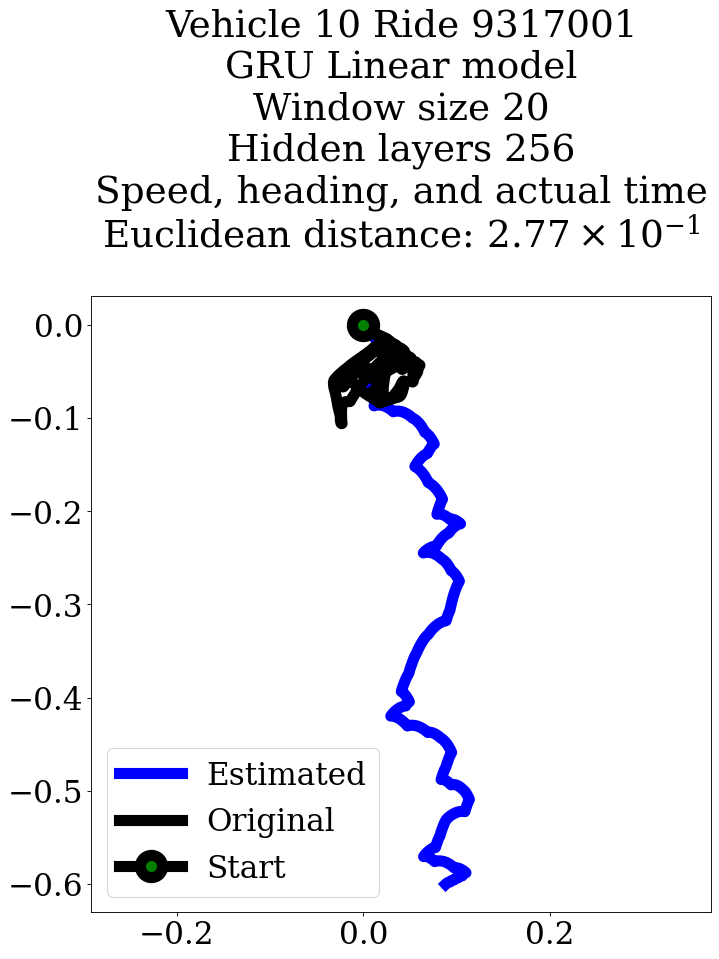 Vehicle 10 Ride 9317001
GRU Linear model
Window size 20
Hidden layers 256
Speed, heading, and actual time
Euclidean distance: 2.77 × 10⁻¹
0.0
−0.1
−0.2
−0.3
−0.4
−0.5
−0.6
Estimated
Original
Start
−0.2
0.0
0.2